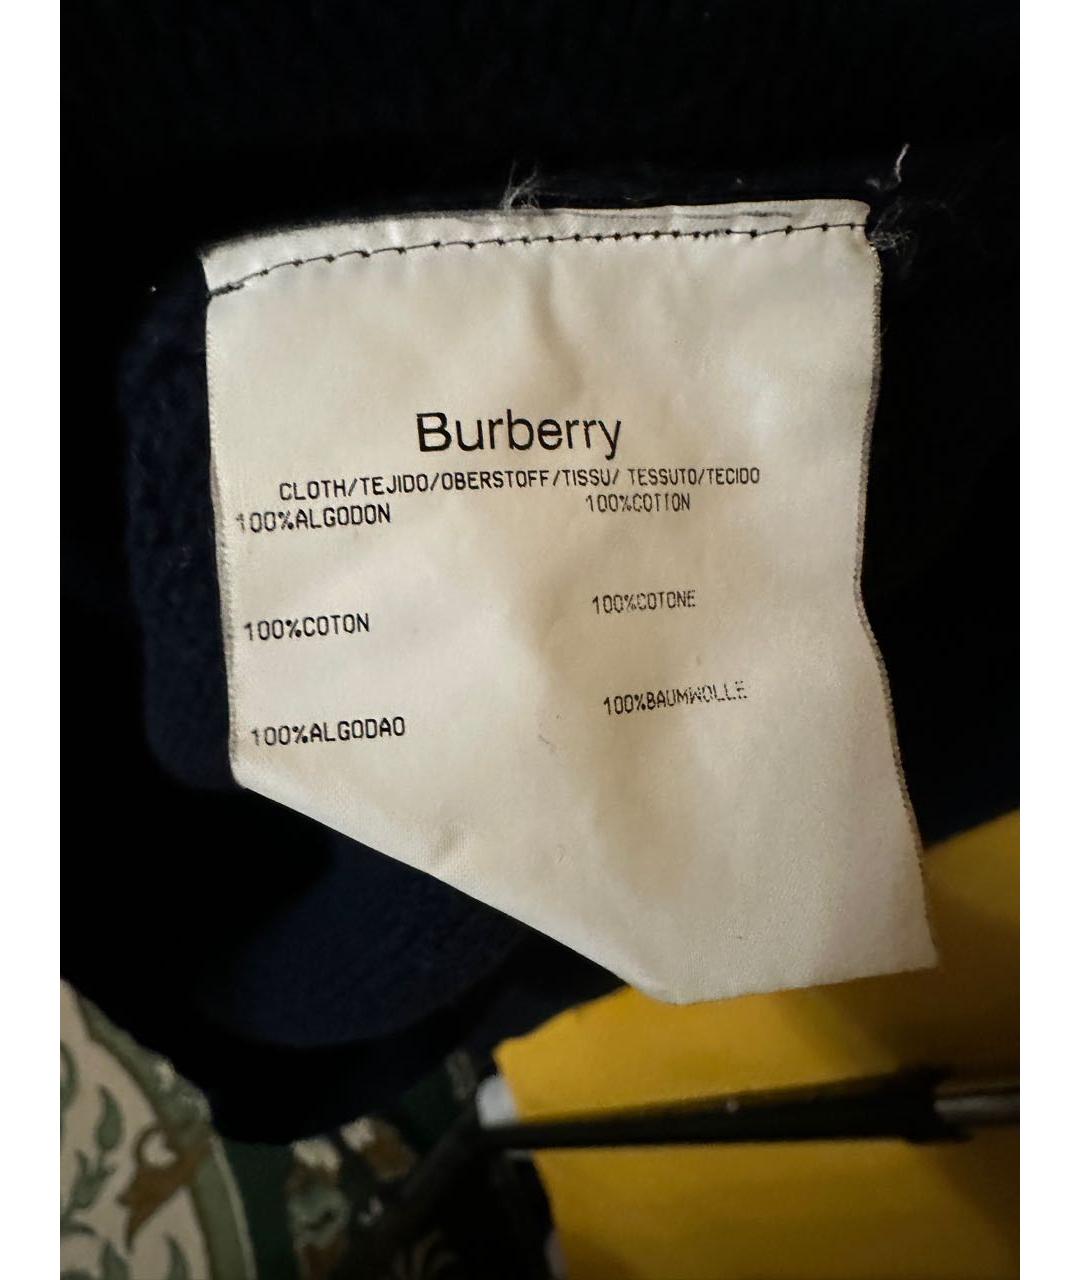 Burberry
CLOTH/TEJIDO/OBERSTOFF/TISSU/ TESSUTO/TECIDO
100%ALGODON 100%COTTON
100%COTON 100%COTONE
100%ALGODAO 100%BAUMWOLLE